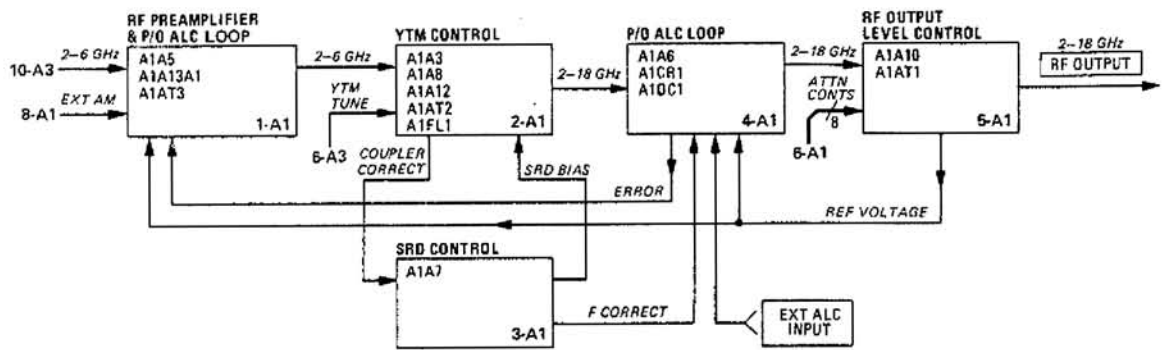 RF PREAMPLIFIER
& P/O ALC LOOP
A1A5
A1A13A1
A1AT3
1-A1
2–6 GHz
10-A3
EXT AM
8-A1
2–6 GHz
YTM CONTROL
A1A3
A1A8
A1A12
A1AT2
A1FL1
2-A1
YTM
TUNE
6-A3
2–18 GHz
P/O ALC LOOP
A1A6
A1CR1
A1DC1
4-A1
2–18 GHz
RF OUTPUT
LEVEL CONTROL
A1A10
A1AT1
5-A1
ATTN
CONTS
8
6-A1
2–18 GHz
RF OUTPUT
COUPLER
CORRECT
SRD BIAS
ERROR
REF VOLTAGE
SRD CONTROL
A1A7
3-A1
F CORRECT
EXT ALC
INPUT